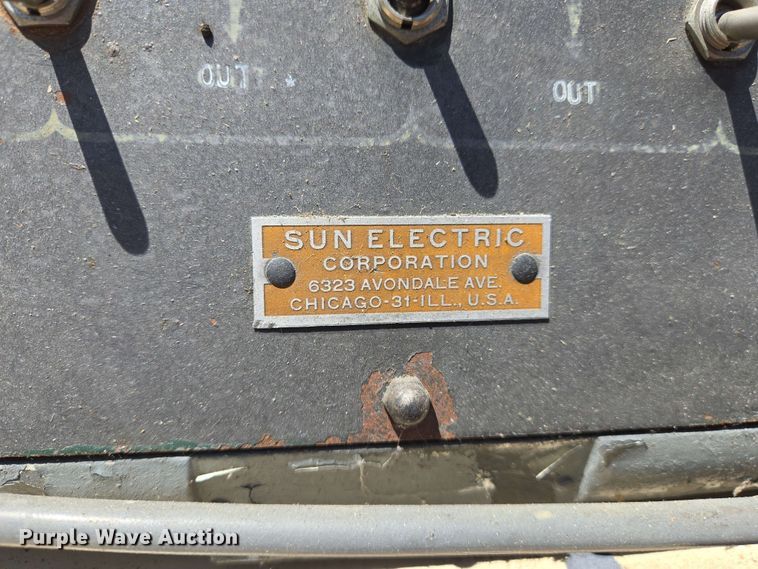 OUT
OUT
SUN ELECTRIC
CORPORATION
6323 AVONDALE AVE.
CHICAGO-31-ILL., U.S.A.
Purple Wave Auction